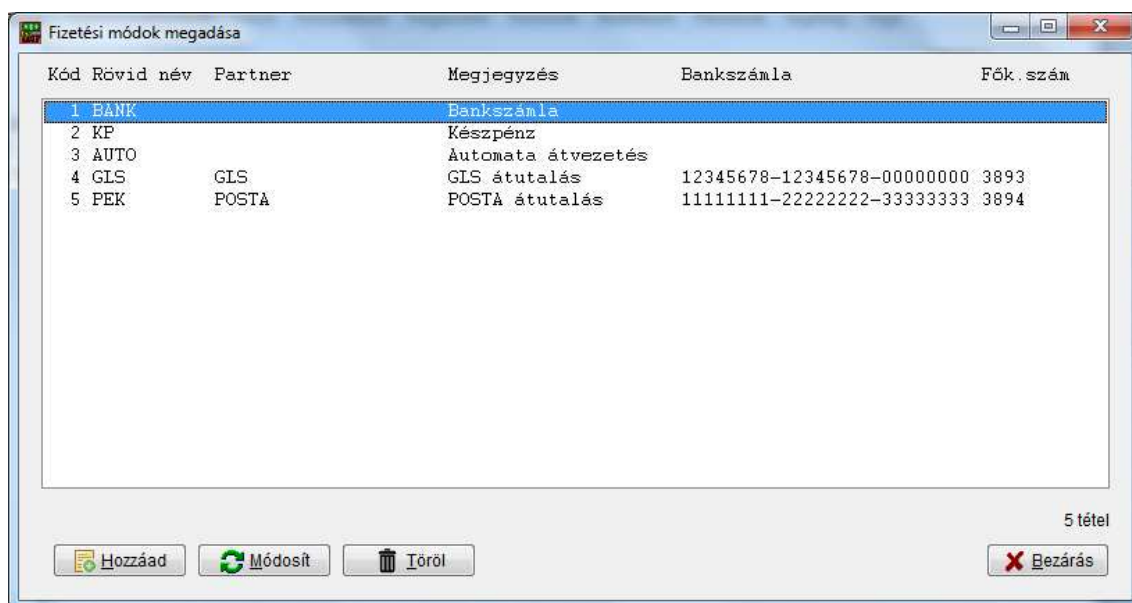 Fizetési módok megadása
Kód Rövid név Partner Megjegyzés Bankszámla Fők.szám
1 BANK Bankszámla
2 KP Készpénz
3 AUTO Automata átvezetés
4 GLS GLS GLS átutalás 12345678-12345678-00000000 3893
5 PEK POSTA POSTA átutalás 11111111-22222222-33333333 3894
5 tétel
Hozzáad Módosít Töröl Bezárás